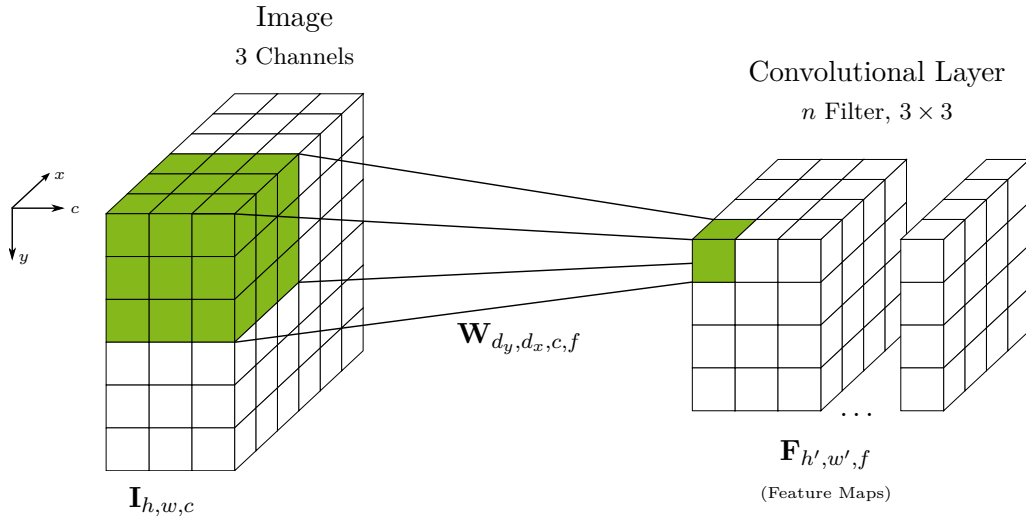 Image
3 Channels
Convolutional Layer
n Filter, 3 × 3
x
c
y
W_{d_y,d_x,c,f}
. . .
I_{h,w,c}
F_{h',w',f}
(Feature Maps)